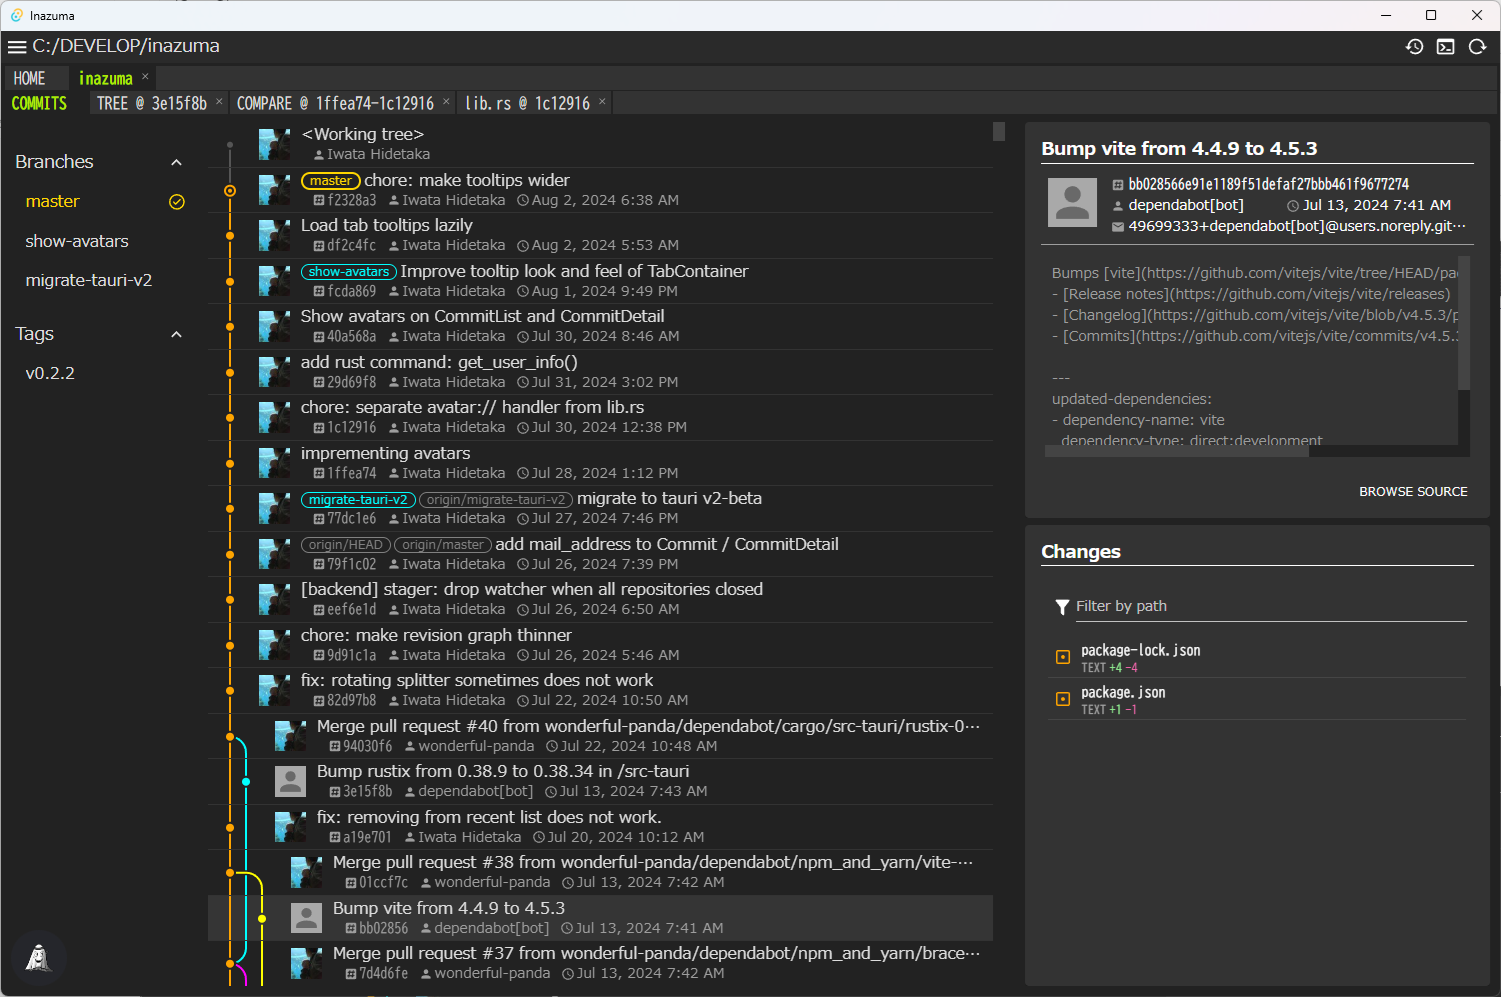 Inazuma
C:/DEVELOP/inazuma
HOME
inazuma ×
COMMITS
TREE @ 3e15f8b ×
COMPARE @ 1ffea74-1c12916 ×
lib.rs @ 1c12916 ×
Branches
master
show-avatars
migrate-tauri-v2
Tags
v0.2.2
<Working tree>
Iwata Hidetaka
master chore: make tooltips wider
f2328a3 Iwata Hidetaka Aug 2, 2024 6:38 AM
Load tab tooltips lazily
df2c4fc Iwata Hidetaka Aug 2, 2024 5:53 AM
show-avatars Improve tooltip look and feel of TabContainer
fcda869 Iwata Hidetaka Aug 1, 2024 9:49 PM
Show avatars on CommitList and CommitDetail
40a568a Iwata Hidetaka Jul 30, 2024 8:46 AM
add rust command: get_user_info()
29d69f8 Iwata Hidetaka Jul 31, 2024 3:02 PM
chore: separate avatar:// handler from lib.rs
1c12916 Iwata Hidetaka Jul 30, 2024 12:38 PM
imprementing avatars
1ffea74 Iwata Hidetaka Jul 28, 2024 1:12 PM
migrate-tauri-v2 origin/migrate-tauri-v2 migrate to tauri v2-beta
77dc1e6 Iwata Hidetaka Jul 27, 2024 7:46 PM
origin/HEAD origin/master add mail_address to Commit / CommitDetail
79f1c02 Iwata Hidetaka Jul 26, 2024 7:39 PM
[backend] stager: drop watcher when all repositories closed
eef6e1d Iwata Hidetaka Jul 26, 2024 6:50 AM
chore: make revision graph thinner
9d91c1a Iwata Hidetaka Jul 26, 2024 5:46 AM
fix: rotating splitter sometimes does not work
82d97b8 Iwata Hidetaka Jul 22, 2024 10:50 AM
Merge pull request #40 from wonderful-panda/dependabot/cargo/src-tauri/rustix-0…
94030f6 wonderful-panda Jul 22, 2024 10:48 AM
Bump rustix from 0.38.9 to 0.38.34 in /src-tauri
3e15f8b dependabot[bot] Jul 13, 2024 7:43 AM
fix: removing from recent list does not work.
a19e701 Iwata Hidetaka Jul 20, 2024 10:12 AM
Merge pull request #38 from wonderful-panda/dependabot/npm_and_yarn/vite-…
01ccf7c wonderful-panda Jul 13, 2024 7:42 AM
Bump vite from 4.4.9 to 4.5.3
bb02856 dependabot[bot] Jul 13, 2024 7:41 AM
Merge pull request #37 from wonderful-panda/dependabot/npm_and_yarn/brace…
7d4d6fe wonderful-panda Jul 13, 2024 7:42 AM
Bump vite from 4.4.9 to 4.5.3
bb028566e91e1189f51defaf27bbb461f9677274
dependabot[bot] Jul 13, 2024 7:41 AM
49699333+dependabot[bot]@users.noreply.git…
Bumps [vite](https://github.com/vitejs/vite/tree/HEAD/pac
- [Release notes](https://github.com/vitejs/vite/releases)
- [Changelog](https://github.com/vitejs/vite/blob/v4.5.3/p
- [Commits](https://github.com/vitejs/vite/commits/v4.5.3
---
updated-dependencies:
- dependency-name: vite
dependency-type: direct:development
BROWSE SOURCE
Changes
Filter by path
package-lock.json
TEXT +4 -4
package.json
TEXT +1 -1